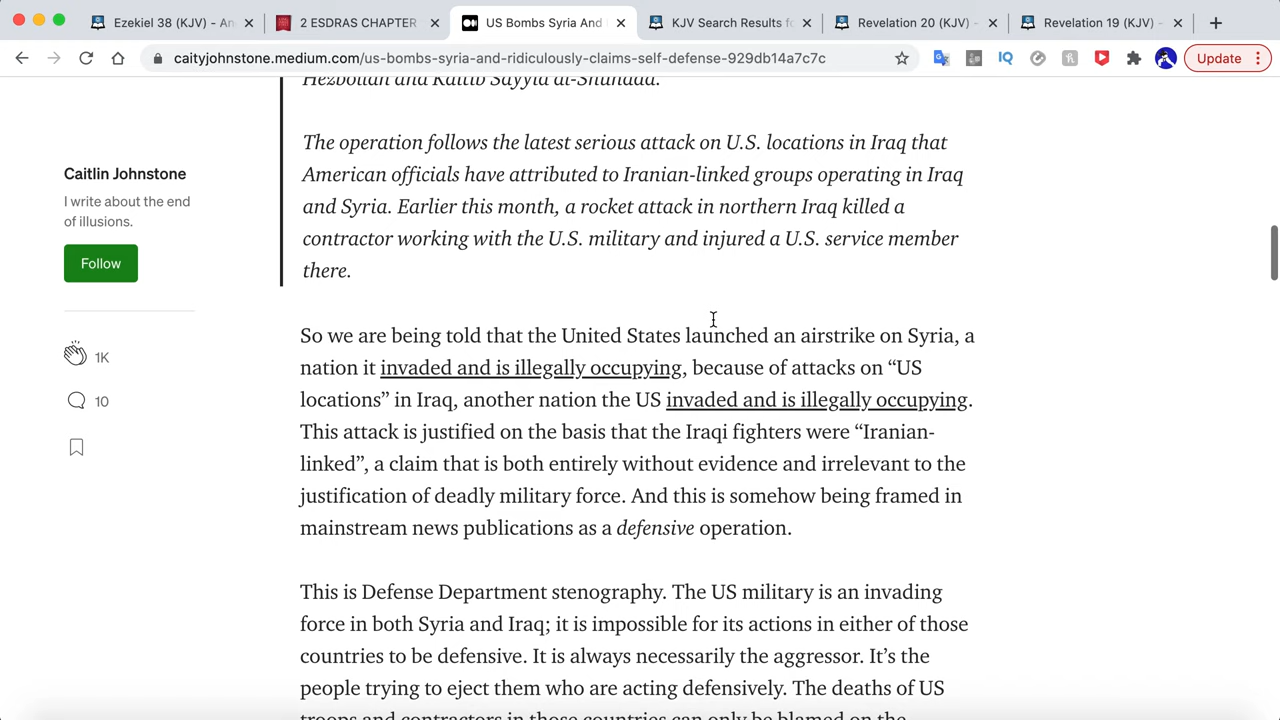 Ezekiel 38 (KJV) - An
2 ESDRAS CHAPTER
US Bombs Syria And
KJV Search Results fo
Revelation 20 (KJV) -
Revelation 19 (KJV) -
caityjohnstone.medium.com/us-bombs-syria-and-ridiculously-claims-self-defense-929db14a7c7c
Update
Hezbollah and Kaitib Sayyid al-Shuhada.
The operation follows the latest serious attack on U.S. locations in Iraq that
American officials have attributed to Iranian-linked groups operating in Iraq
and Syria. Earlier this month, a rocket attack in northern Iraq killed a
contractor working with the U.S. military and injured a U.S. service member
there.
Caitlin Johnstone
I write about the end
of illusions.
Follow
1K
10
So we are being told that the United States launched an airstrike on Syria, a
nation it invaded and is illegally occupying, because of attacks on “US
locations” in Iraq, another nation the US invaded and is illegally occupying.
This attack is justified on the basis that the Iraqi fighters were “Iranian-
linked”, a claim that is both entirely without evidence and irrelevant to the
justification of deadly military force. And this is somehow being framed in
mainstream news publications as a defensive operation.
This is Defense Department stenography. The US military is an invading
force in both Syria and Iraq; it is impossible for its actions in either of those
countries to be defensive. It is always necessarily the aggressor. It’s the
people trying to eject them who are acting defensively. The deaths of US
troops and contractors in those countries can only be blamed on the